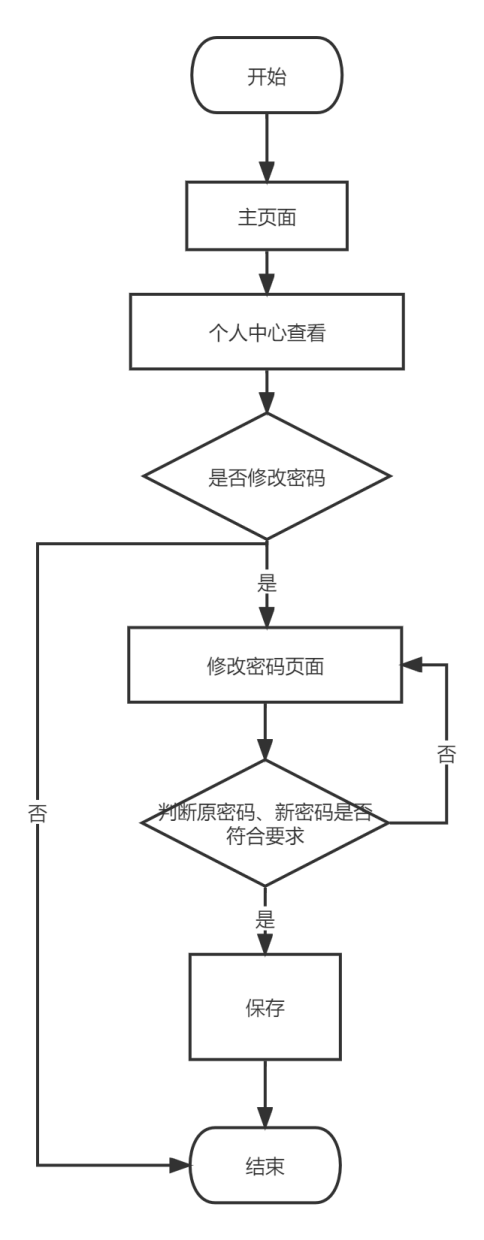 开始
主页面
个人中心查看
是否修改密码
是
修改密码页面
否
否
判断原密码、新密码是否
符合要求
是
保存
结束